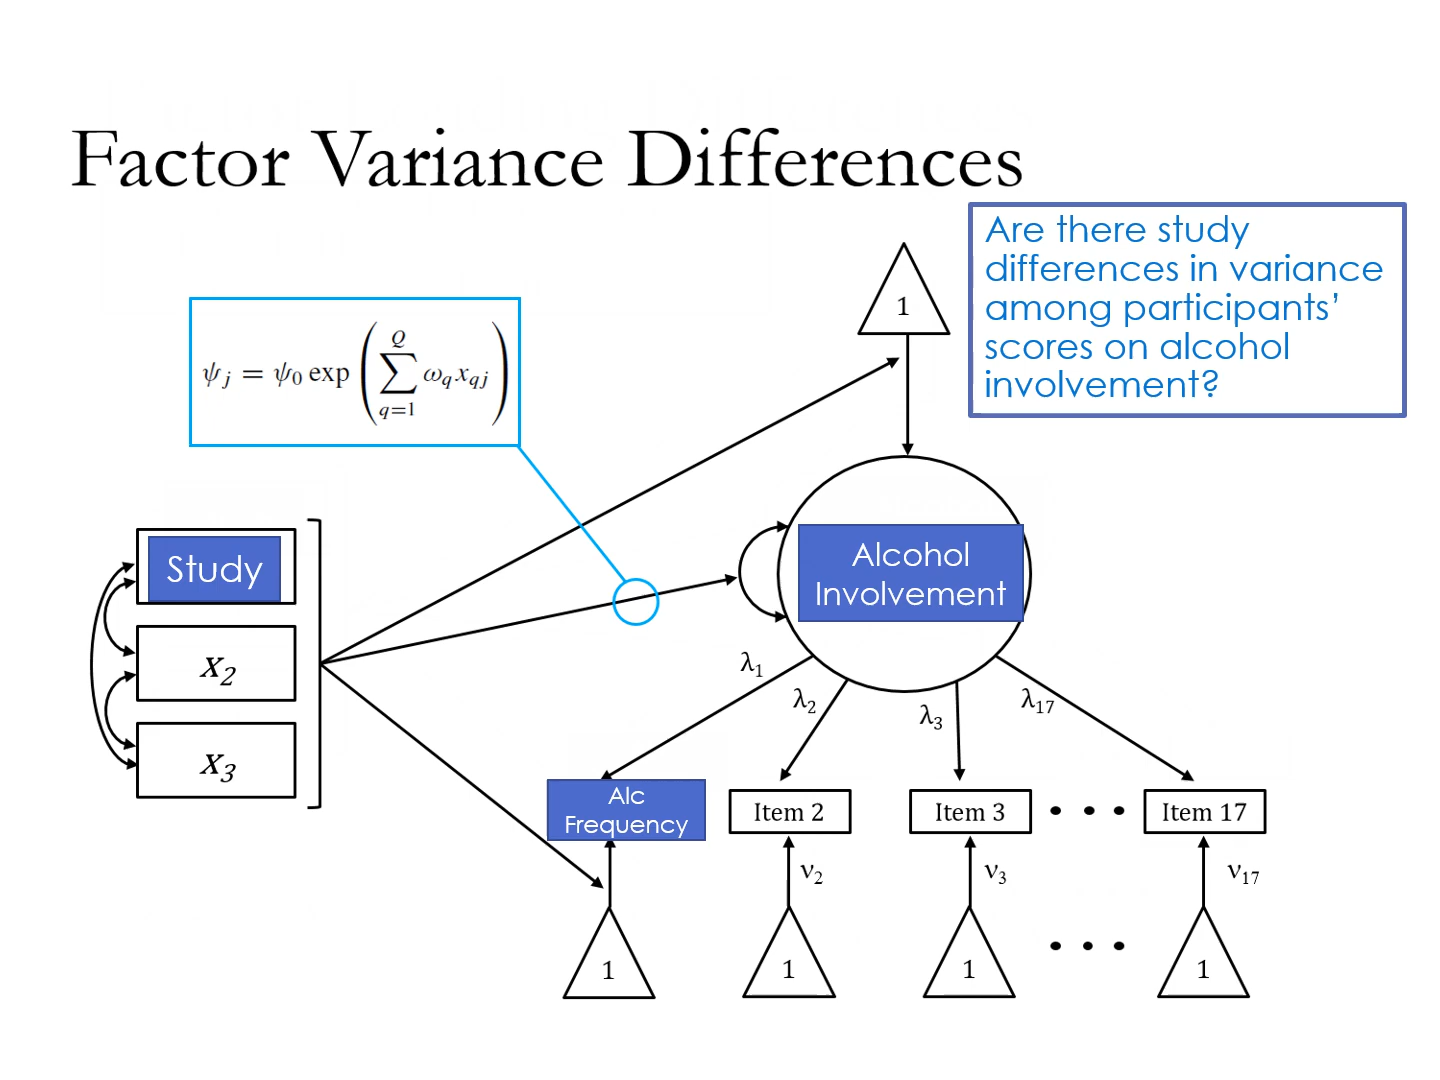 Factor Variance Differences
Are there study
differences in variance
among participants’
scores on alcohol
involvement?
1
ψj = ψ0 exp ( ∑ q=1 Q ωq xqj )
Study
x2
x3
Alcohol
Involvement
λ1
λ2
λ3
λ17
Alc
Frequency
Item 2
Item 3
• • •
Item 17
ν2
ν3
ν17
1
1
1
• • •
1